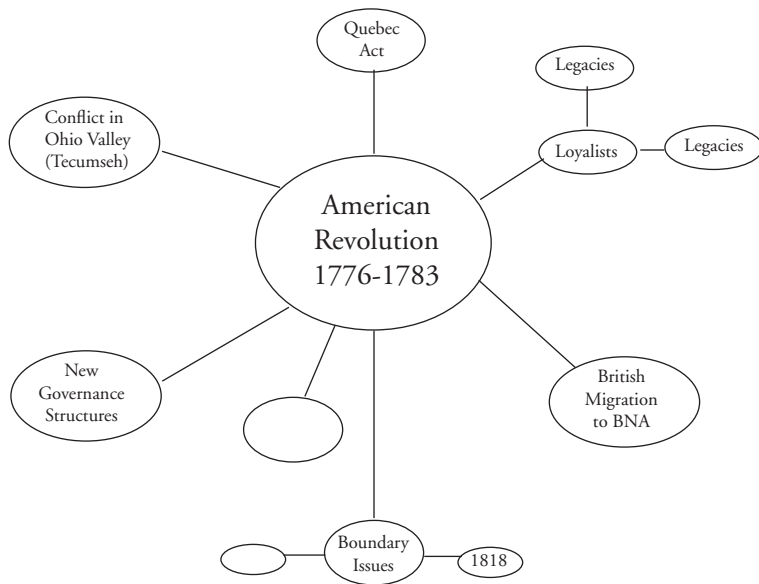 Quebec
Act
Legacies
Conflict in
Ohio Valley
(Tecumseh)
Loyalists
Legacies
American
Revolution
1776-1783
New
Governance
Structures
British
Migration
to BNA
Boundary
Issues
1818